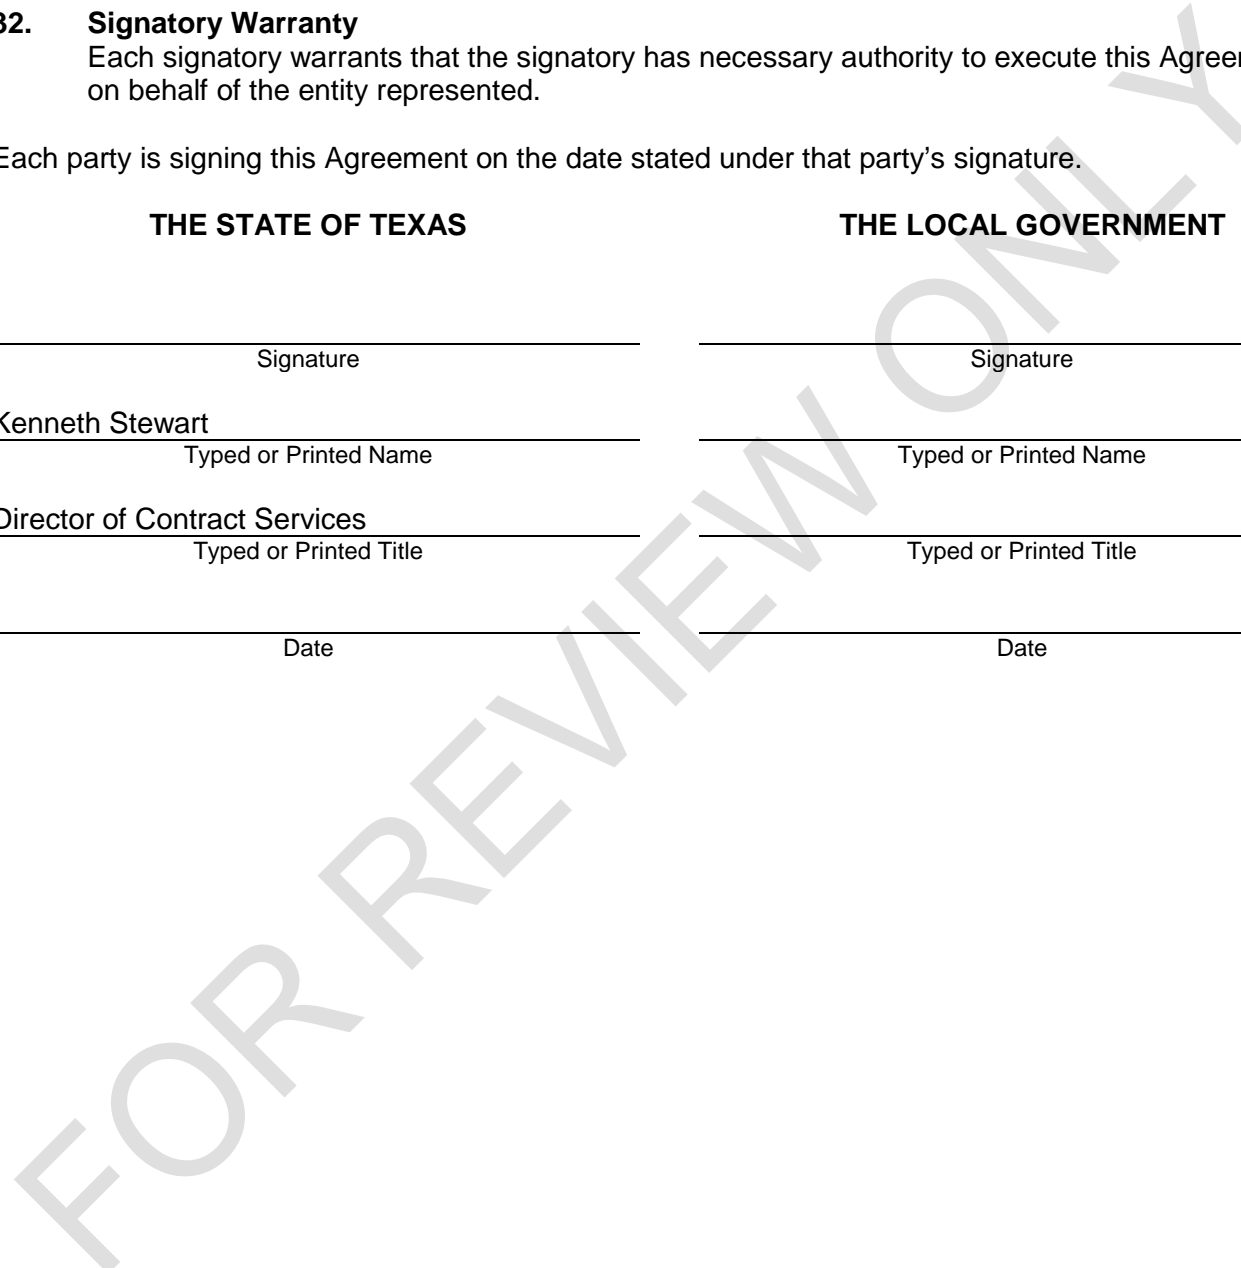 32. Signatory Warranty
Each signatory warrants that the signatory has necessary authority to execute this
on behalf of the entity represented.
Each party is signing this Agreement on the date stated under that party's signature.
THE STATE OF TEXAS THE LOCAL GOVERNMENT
Signature Signature
Kenneth Stewart
Typed or Printed Name Typed or Printed Name
Director of Contract Services
Typed or Printed Title Typed or Printed Title
Date Date
FOR REVIEW ONLY